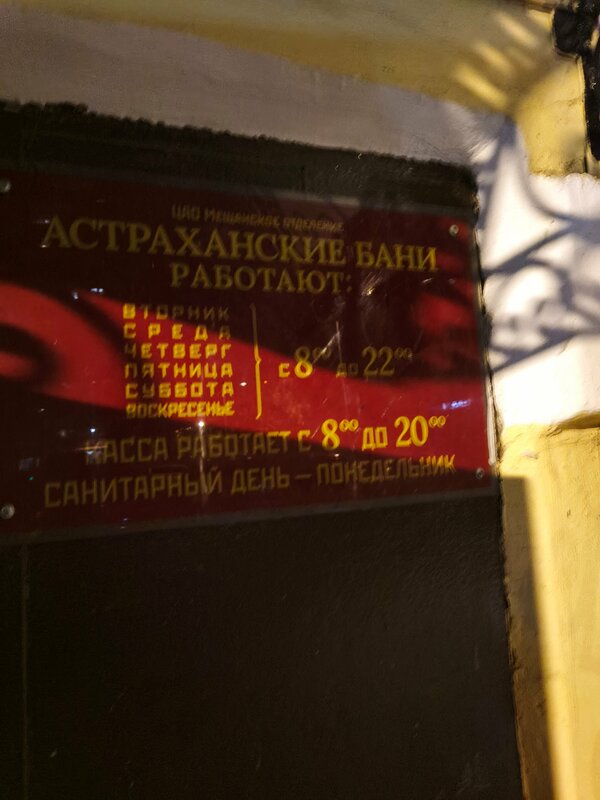 ЦАО Мещанское отделение
АСТРАХАНСКИЕ БАНИ
РАБОТАЮТ:
ВТОРНИК
СРЕДА
ЧЕТВЕРГ
ПЯТНИЦА
СУББОТА
ВОСКРЕСЕНЬЕ
с 8⁰⁰ до 22⁰⁰
КАССА РАБОТАЕТ С 8⁰⁰ ДО 20⁰⁰
САНИТАРНЫЙ ДЕНЬ – ПОНЕДЕЛЬНИК